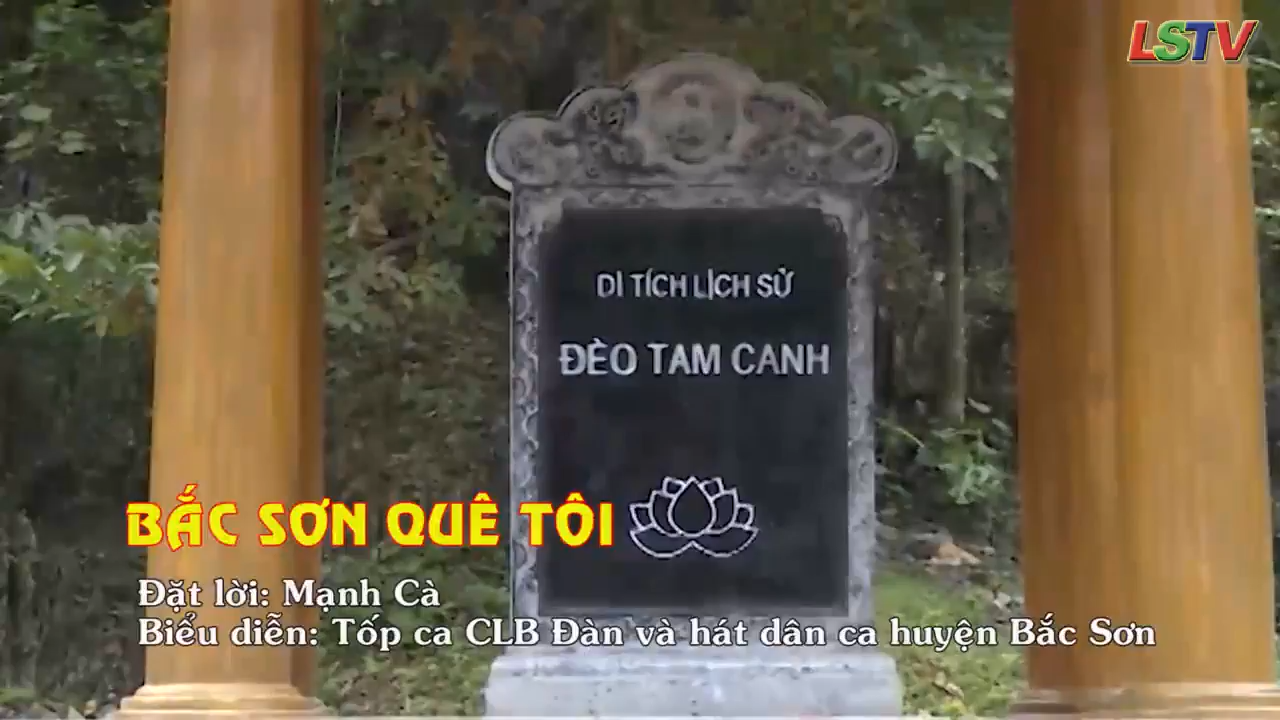 LSTV
DI TÍCH LỊCH SỬ
ĐÈO TAM CANH
BẮC SƠN QUÊ TÔI
Đặt lời: Mạnh Cà
Biểu diễn: Tốp ca CLB Đàn và hát dân ca huyện Bắc Sơn